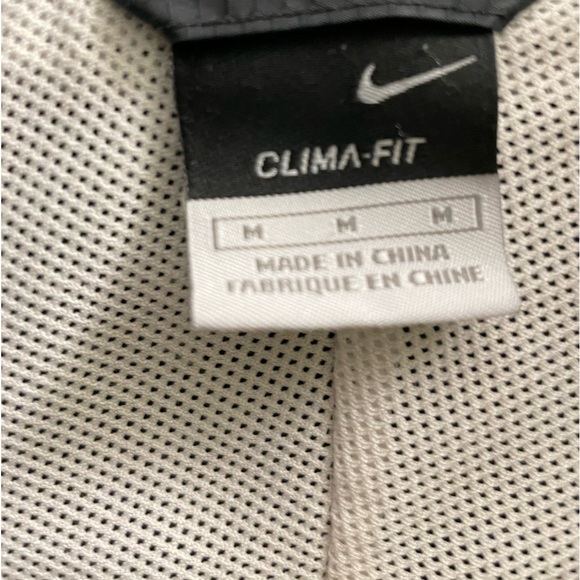 CLIMA-FIT
M M M
MADE IN CHINA
FABRIQUE EN CHINE